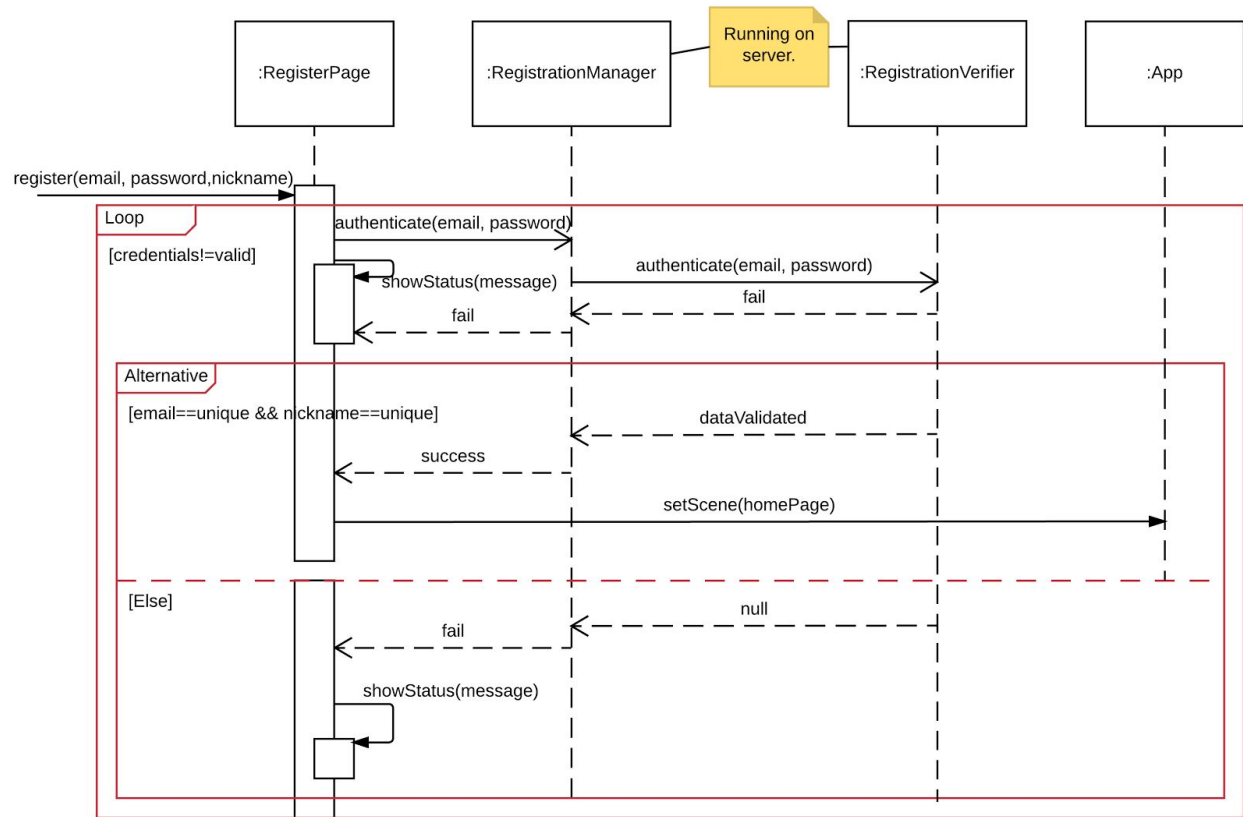 :RegisterPage
:RegistrationManager
Running on
server.
:RegistrationVerifier
:App
register(email, password,nickname)
Loop
[credentials!=valid]
authenticate(email, password)
showStatus(message)
authenticate(email, password)
fail
fail
Alternative
[email==unique && nickname==unique]
dataValidated
success
setScene(homePage)
[Else]
null
fail
showStatus(message)